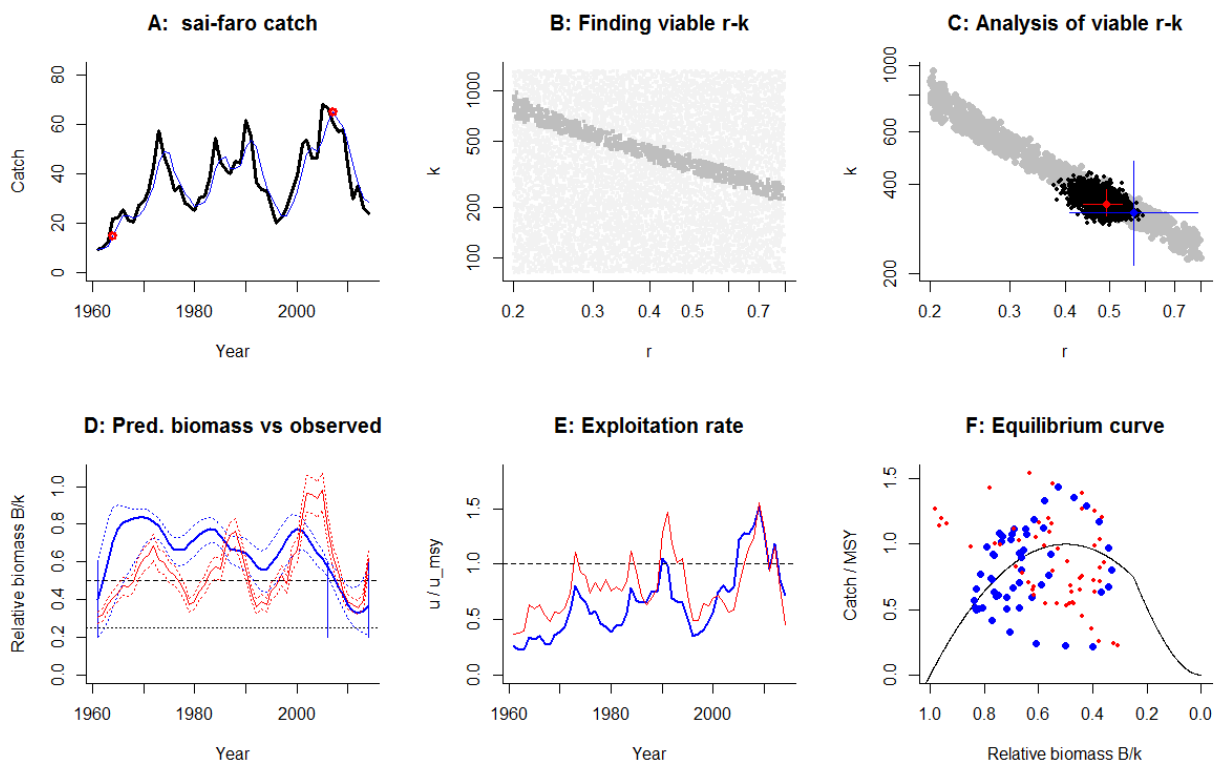 A:  sai-faro catch
B: Finding viable r-k
C: Analysis of viable r-k
Catch
0
20
40
60
80
1960
1980
2000
Year
k
100
200
500
1000
0.2
0.3
0.4
0.5
0.7
r
k
200
400
600
1000
0.2
0.3
0.4
0.5
0.7
r
D: Pred. biomass vs observed
E: Exploitation rate
F: Equilibrium curve
Relative biomass B/k
0.0
0.2
0.4
0.6
0.8
1.0
1960
1980
2000
Year
u / u_msy
0.0
0.5
1.0
1.5
1960
1980
2000
Year
Catch / MSY
0.0
0.5
1.0
1.5
1.0
0.8
0.6
0.4
0.2
0.0
Relative biomass B/k